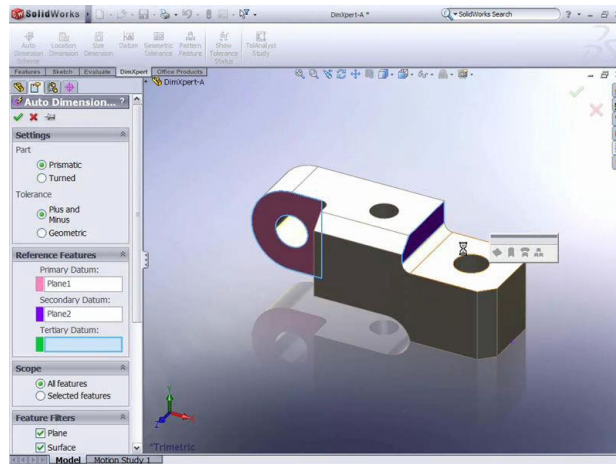 SolidWorks
DimXpert-A *
SolidWorks Search
Auto Dimension Scheme
Location Dimension
Size Dimension
Datum
Geometric Tolerance
Pattern Feature
Show Tolerance Status
TolAnalyst Study
Features Sketch Evaluate DimXpert Office Products
DimXpert-A
Auto Dimension... ?
Settings
Part
Prismatic
Turned
Tolerance
Plus and
Minus
Geometric
Reference Features
Primary Datum:
Plane1
Secondary Datum:
Plane2
Tertiary Datum:
Scope
All features
Selected features
Feature Filters
Plane
Surface
Y
X
Z
*Trimetric
Model Motion Study 1